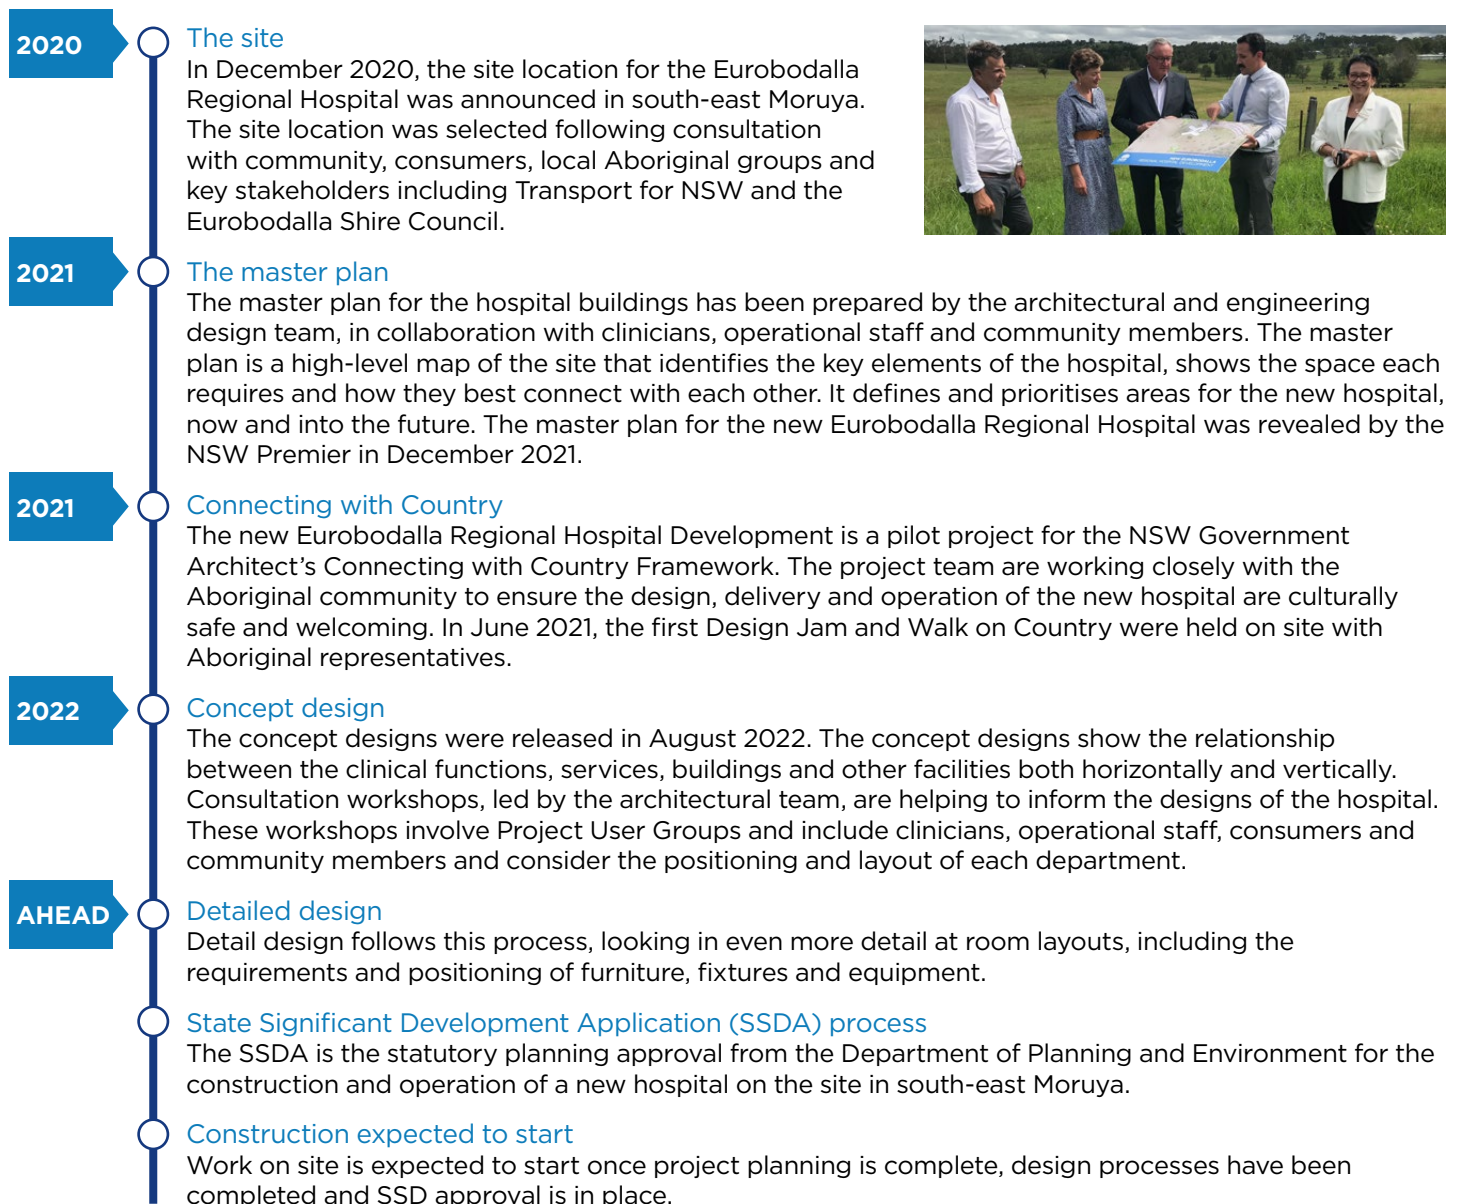 2020
The site
In December 2020, the site location for the Eurobodalla
Regional Hospital was announced in south-east Moruya.
The site location was selected following consultation
with community, consumers, local Aboriginal groups and
key stakeholders including Transport for NSW and the
Eurobodalla Shire Council.
NEW EUROBODALLA
REGIONAL HOSPITAL DEVELOPMENT
2021
The master plan
The master plan for the hospital buildings has been prepared by the architectural and engineering
design team, in collaboration with clinicians, operational staff and community members. The master
plan is a high-level map of the site that identifies the key elements of the hospital, shows the space each
requires and how they best connect with each other. It defines and prioritises areas for the new hospital,
now and into the future. The master plan for the new Eurobodalla Regional Hospital was revealed by the
NSW Premier in December 2021.
2021
Connecting with Country
The new Eurobodalla Regional Hospital Development is a pilot project for the NSW Government
Architect’s Connecting with Country Framework. The project team are working closely with the
Aboriginal community to ensure the design, delivery and operation of the new hospital are culturally
safe and welcoming. In June 2021, the first Design Jam and Walk on Country were held on site with
Aboriginal representatives.
2022
Concept design
The concept designs were released in August 2022. The concept designs show the relationship
between the clinical functions, services, buildings and other facilities both horizontally and vertically.
Consultation workshops, led by the architectural team, are helping to inform the designs of the hospital.
These workshops involve Project User Groups and include clinicians, operational staff, consumers and
community members and consider the positioning and layout of each department.
AHEAD
Detailed design
Detail design follows this process, looking in even more detail at room layouts, including the
requirements and positioning of furniture, fixtures and equipment.
State Significant Development Application (SSDA) process
The SSDA is the statutory planning approval from the Department of Planning and Environment for the
construction and operation of a new hospital on the site in south-east Moruya.
Construction expected to start
Work on site is expected to start once project planning is complete, design processes have been
completed and SSD approval is in place.